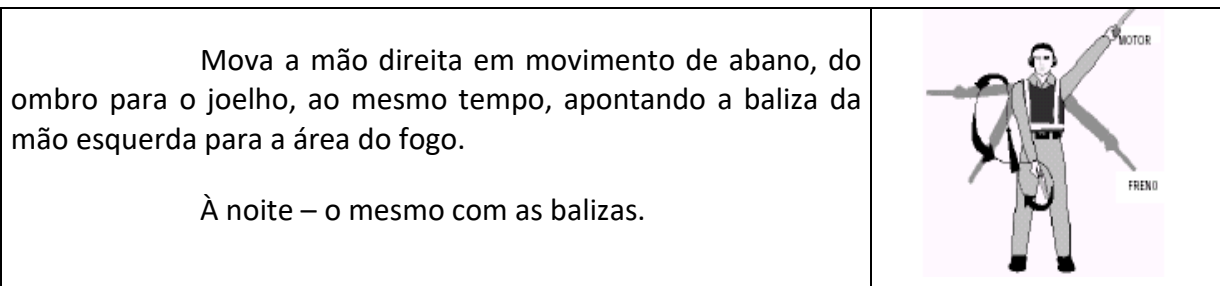 Mova a mão direita em movimento de abano, do
ombro para o joelho, ao mesmo tempo, apontando a baliza da
mão esquerda para a área do fogo.
À noite – o mesmo com as balizas.
MOTOR
FRENO